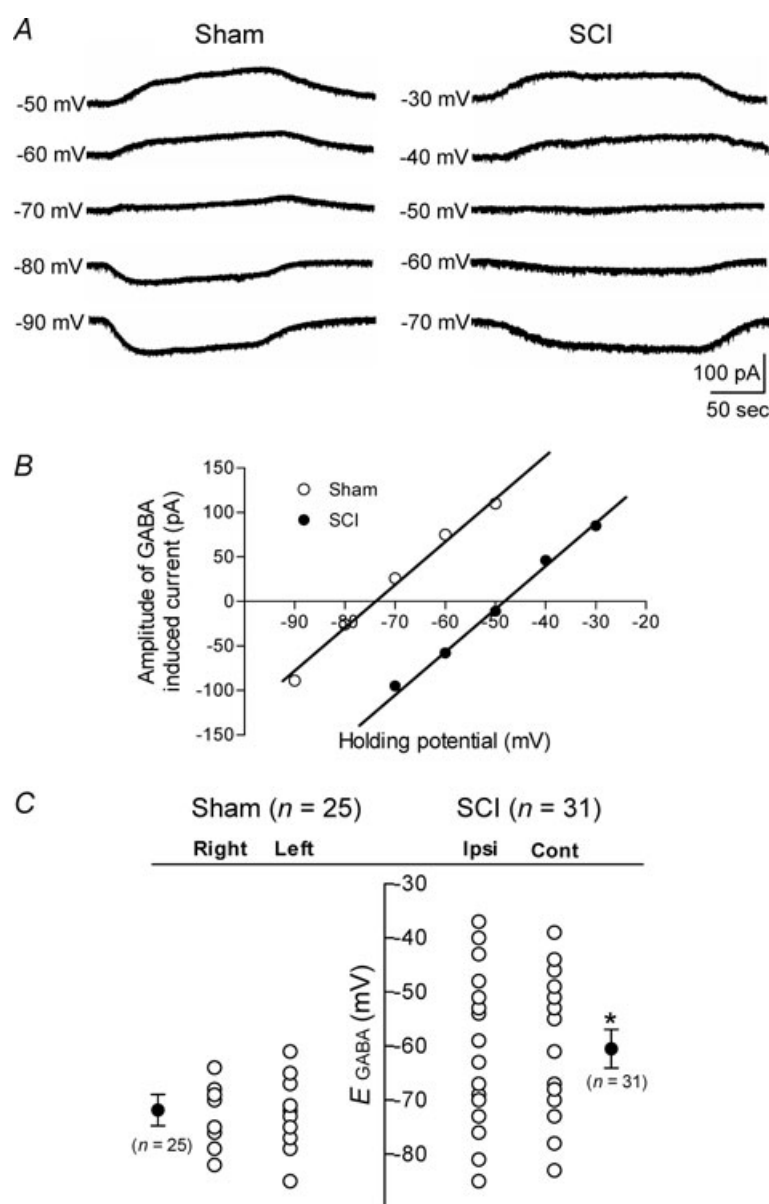 A
Sham SCI
-50 mV -30 mV
-60 mV -40 mV
-70 mV -50 mV
-80 mV -60 mV
-90 mV -70 mV
100 pA
50 sec
B
150
100
50
0
-50
-100
-150
Amplitude of GABA
induced current (pA)
Sham
SCI
-90 -80 -70 -60 -50 -40 -30 -20
Holding potential (mV)
C
Sham (n = 25) SCI (n = 31)
Right Left Ipsi Cont
-30
-40
-50
-60
-70
-80
E GABA (mV)
*
(n = 31)
(n = 25)